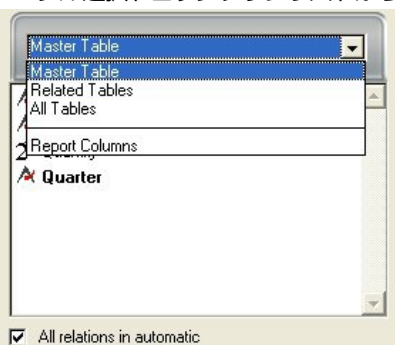 Master Table
Master Table
Related Tables
All Tables
Report Columns
Quarter
All relations in automatic